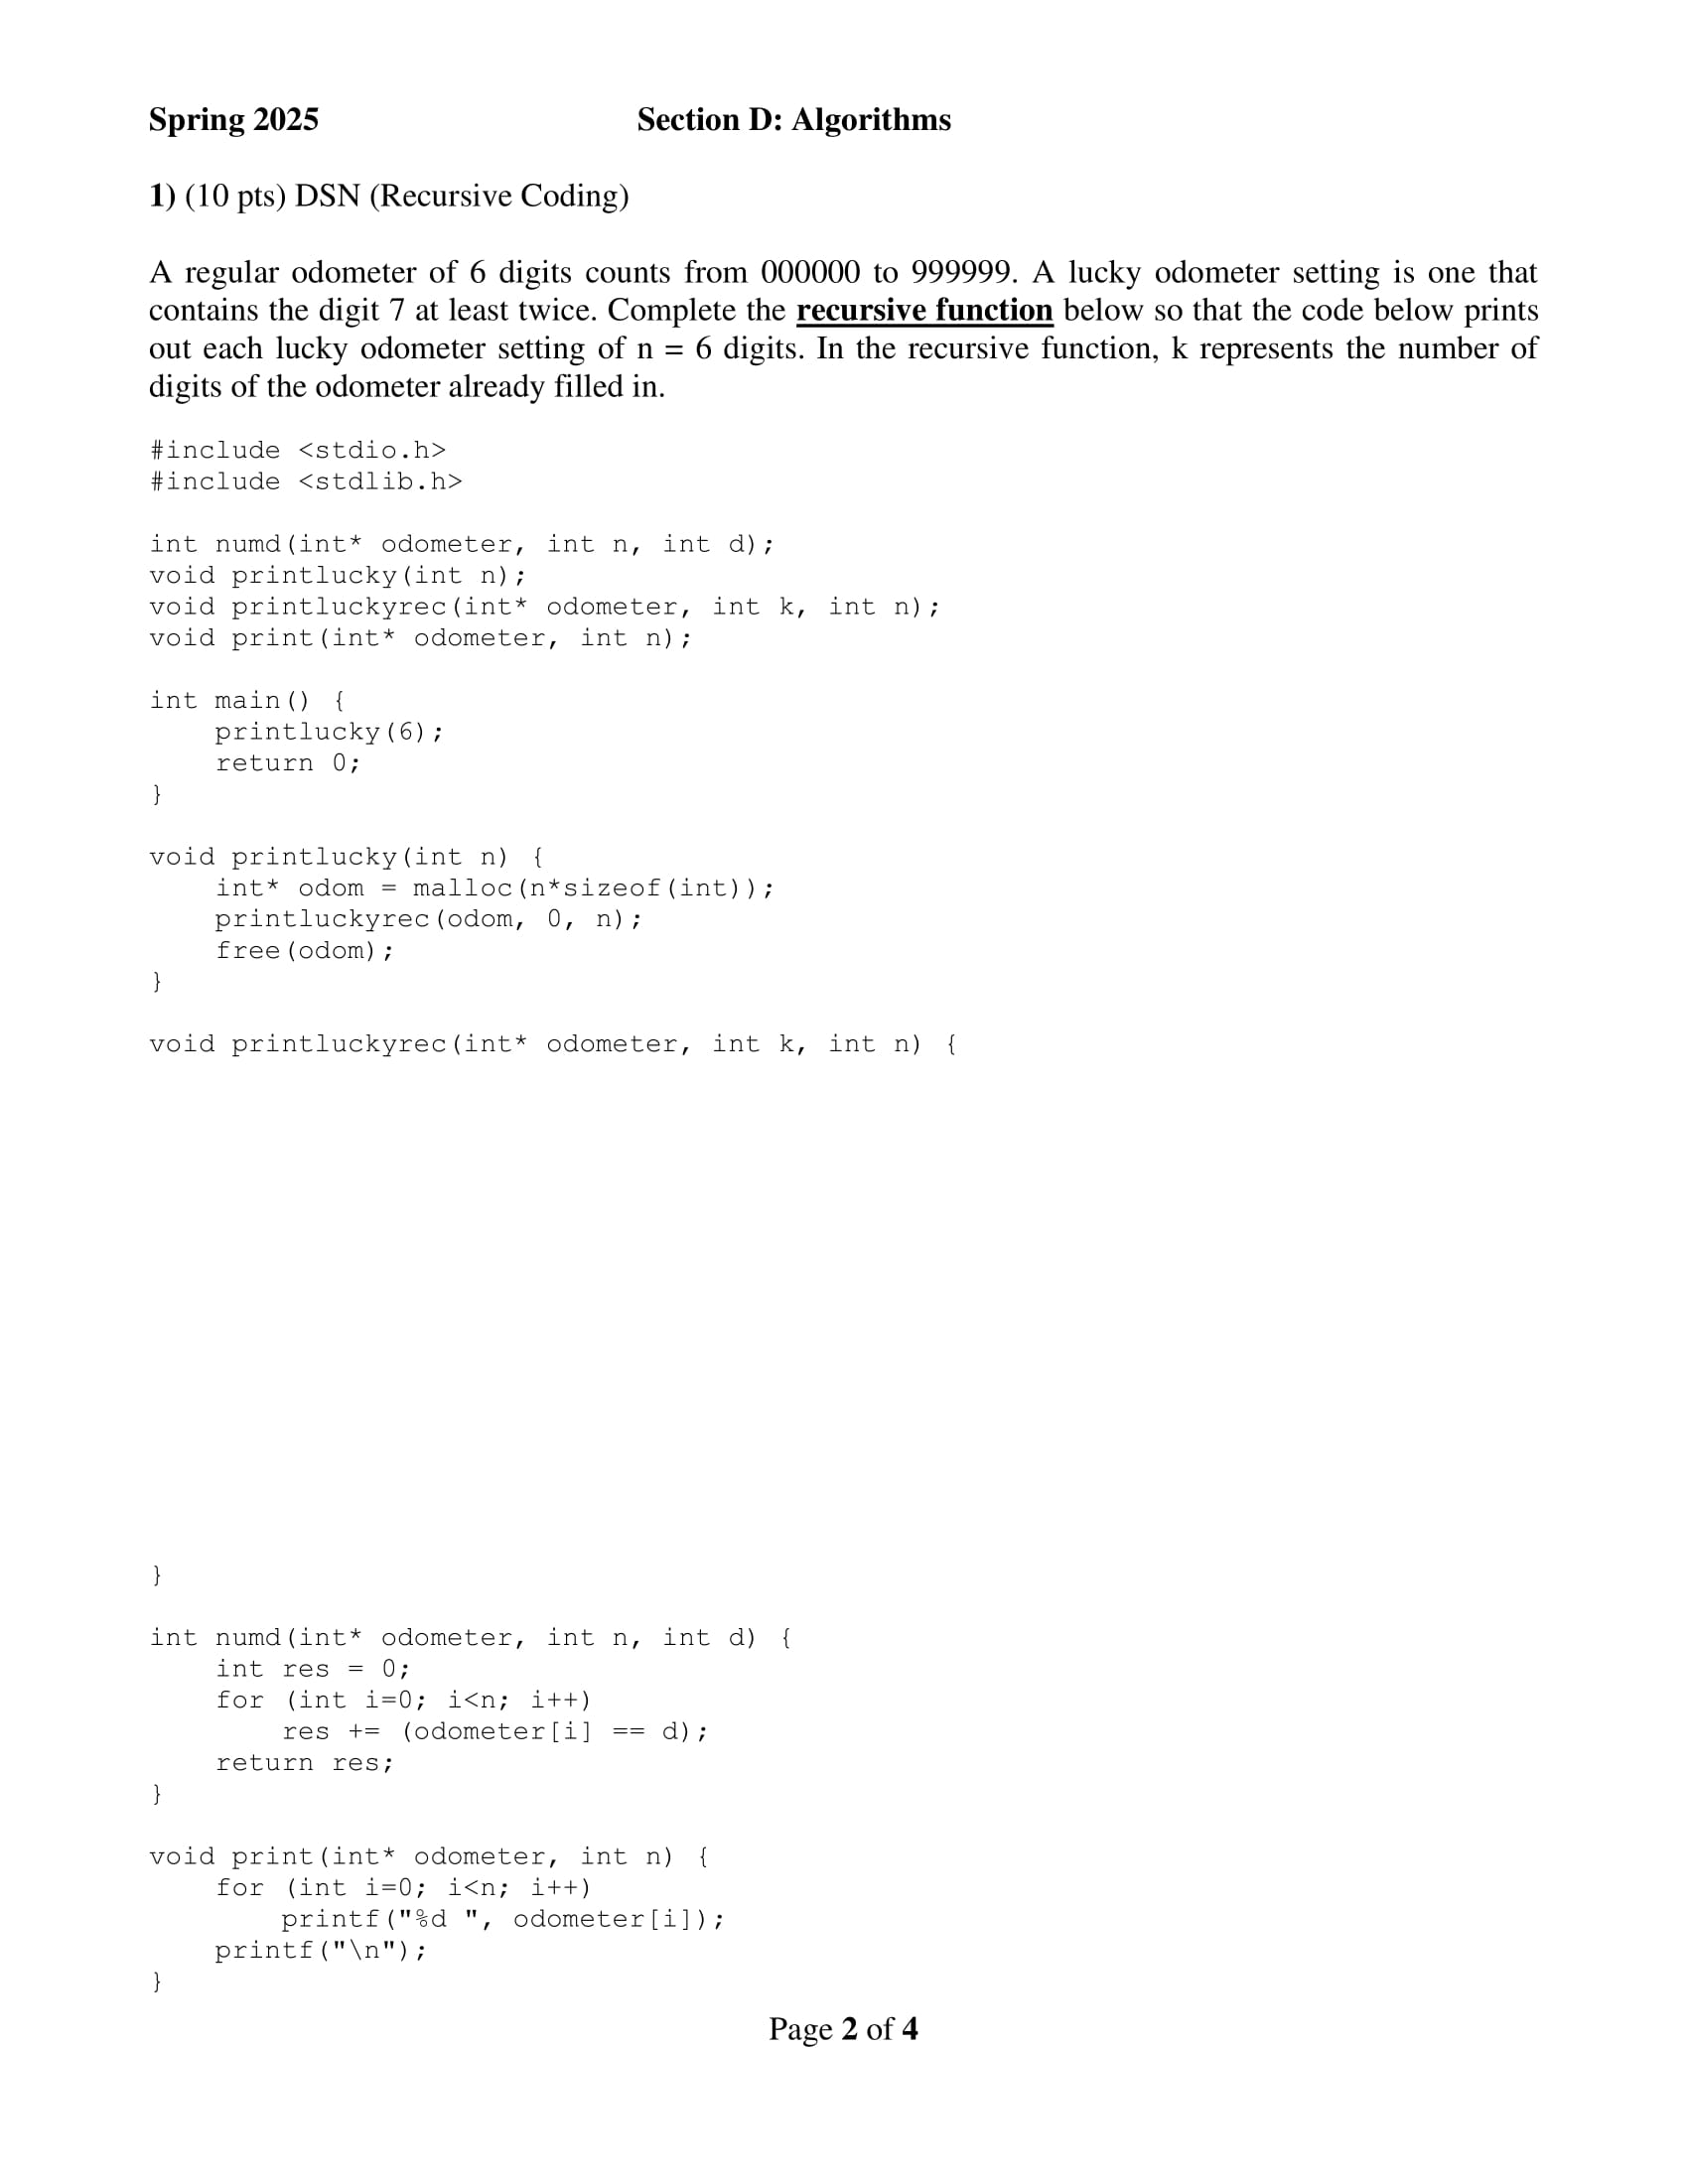 Spring 2025 Section D: Algorithms
1) (10 pts) DSN (Recursive Coding)
A regular odometer of 6 digits counts from 000000 to 999999. A lucky odometer setting is one that
contains the digit 7 at least twice. Complete the recursive function below so that the code below prints
out each lucky odometer setting of n = 6 digits. In the recursive function, k represents the number of
digits of the odometer already filled in.
#include <stdio.h>
#include <stdlib.h>
int numd(int* odometer, int n, int d);
void printlucky(int n);
void printluckyrec(int* odometer, int k, int n);
void print(int* odometer, int n);
int main() {
    printlucky(6);
    return 0;
}
void printlucky(int n) {
    int* odom = malloc(n*sizeof(int));
    printluckyrec(odom, 0, n);
    free(odom);
}
void printluckyrec(int* odometer, int k, int n) {
}
int numd(int* odometer, int n, int d) {
    int res = 0;
    for (int i=0; i<n; i++)
        res += (odometer[i] == d);
    return res;
}
void print(int* odometer, int n) {
    for (int i=0; i<n; i++)
        printf("%d ", odometer[i]);
    printf("\n");
}
Page 2 of 4